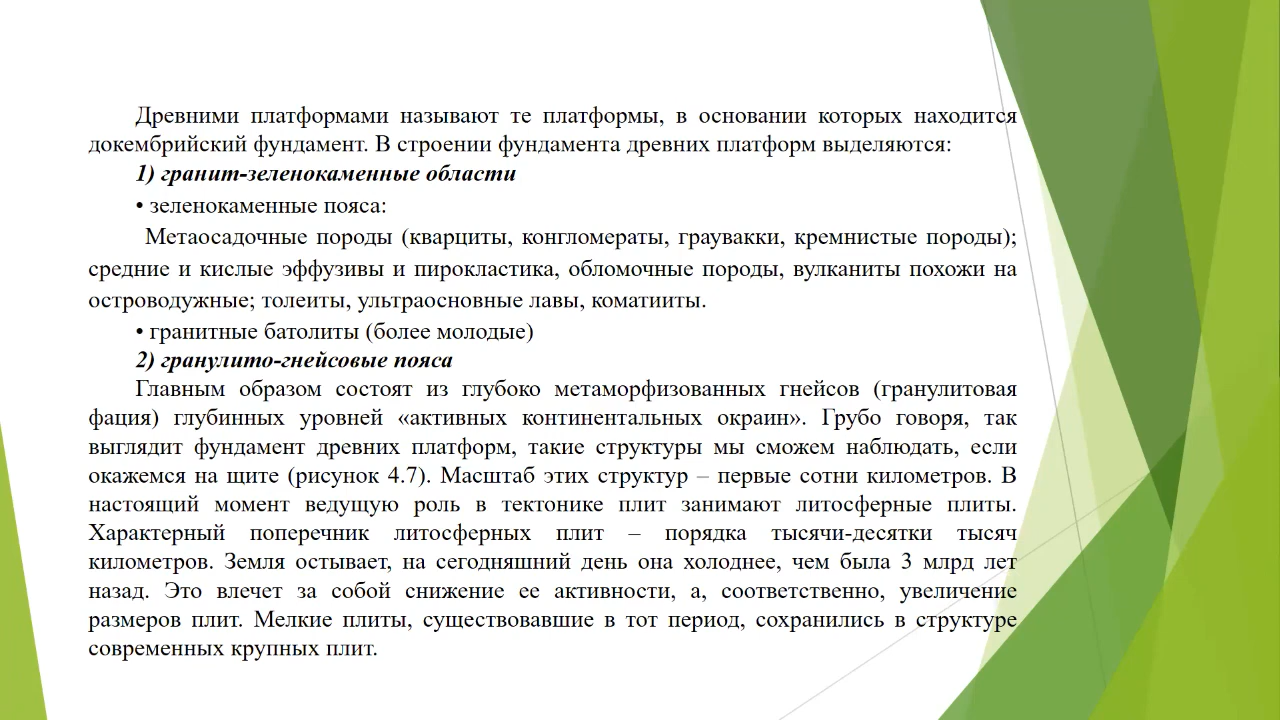 Древними платформами называют те платформы, в основании которых находится
докембрийский фундамент. В строении фундамента древних платформ выделяются:
1) гранит-зеленокаменные области
• зеленокаменные пояса:
Метаосадочные породы (кварциты, конгломераты, граувакки, кремнистые породы);
средние и кислые эффузивы и пирокластика, обломочные породы, вулканиты похожи на
островодужные; толеиты, ультраосновные лавы, коматииты.
• гранитные батолиты (более молодые)
2) гранулито-гнейсовые пояса
Главным образом состоят из глубоко метаморфизованных гнейсов (гранулитовая
фация) глубинных уровней «активных континентальных окраин». Грубо говоря, так
выглядит фундамент древних платформ, такие структуры мы сможем наблюдать, если
окажемся на щите (рисунок 4.7). Масштаб этих структур – первые сотни километров. В
настоящий момент ведущую роль в тектонике плит занимают литосферные плиты.
Характерный поперечник литосферных плит – порядка тысячи-десятки тысяч
километров. Земля остывает, на сегодняшний день она холоднее, чем была 3 млрд лет
назад. Это влечет за собой снижение ее активности, а, соответственно, увеличение
размеров плит. Мелкие плиты, существовавшие в тот период, сохранились в структуре
современных крупных плит.